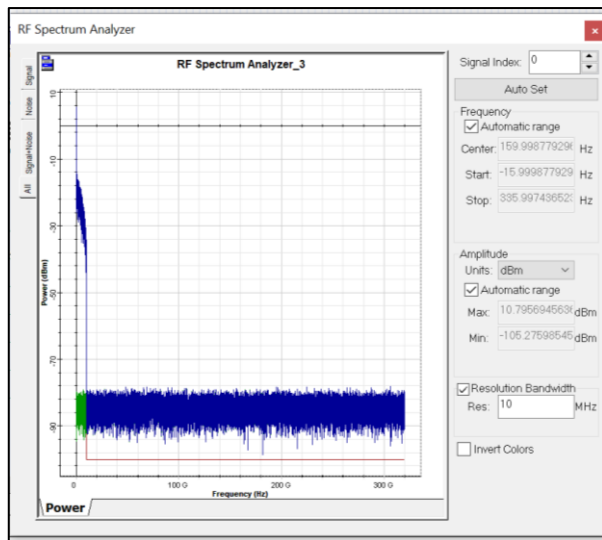 RF Spectrum Analyzer
x
RF Spectrum Analyzer_3
Signal Index: 0
Auto Set
Frequency
Automatic range
Center: 159.99877929 Hz
Start: -15.999877929 Hz
Stop: 335.99743652 Hz
Amplitude
Units: dBm
Automatic range
Max: 10.795694563 dBm
Min: -105.27598545 dBm
Resolution Bandwidth
Res: 10 MHz
Invert Colors
Signal
Noise
Signal+Noise
All
Power (dBm)
10
-10
-30
-50
-70
-90
0
100 G
200 G
300 G
Frequency (Hz)
Power